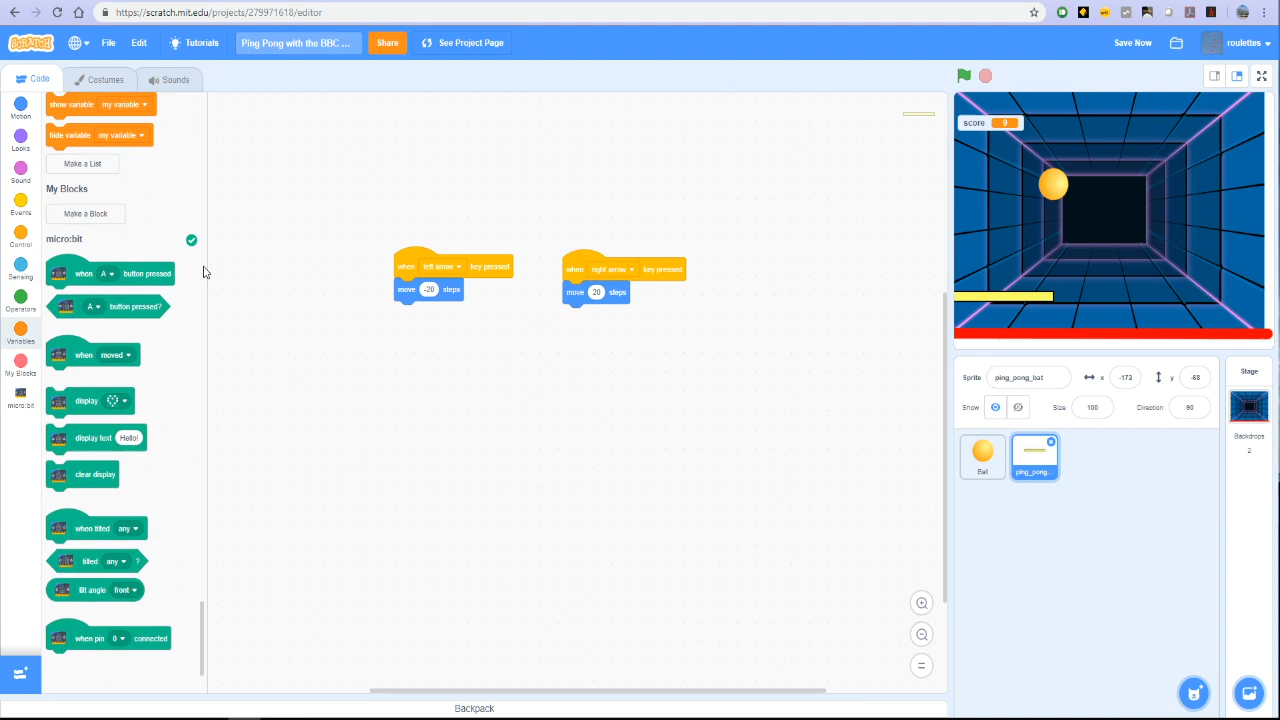 https://scratch.mit.edu/projects/279971618/editor
SCRATCH
File
Edit
Tutorials
Ping Pong with the BBC ...
Share
See Project Page
Save Now
roulettes
Code
Costumes
Sounds
Motion
Looks
Sound
Events
Control
Sensing
Operators
Variables
My Blocks
micro:bit
show variable my variable
hide variable my variable
Make a List
My Blocks
Make a Block
micro:bit
when A button pressed
A button pressed?
when moved
display
display text Hello!
clear display
when tilted any
tilted any ?
tilt angle front
when pin 0 connected
when left arrow key pressed
move -20 steps
when right arrow key pressed
move 20 steps
Backpack
score 9
Sprite ping_pong_bat x -172 y -68
Show Size 100 Direction 90
Ball
ping_pong...
Stage
Backdrops
2